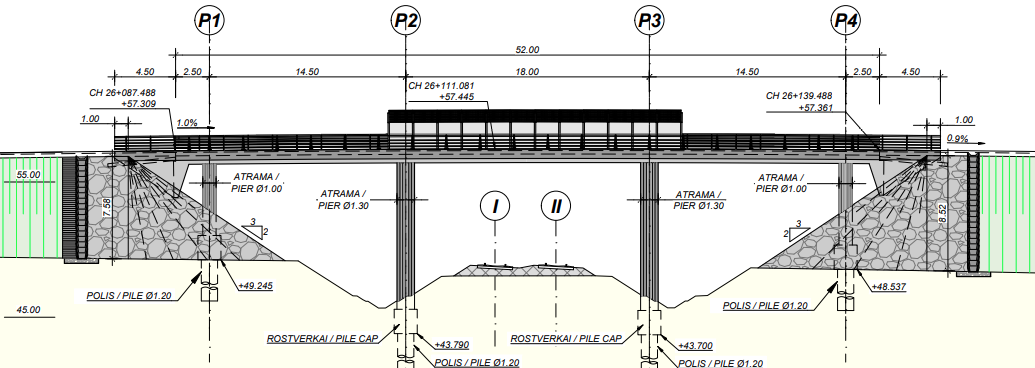 P1 P2 P3 P4
52.00
4.50 2.50 14.50 18.00 14.50 2.50 4.50
CH 26+087.488
+57.309
CH 26+111.081
+57.445
CH 26+139.488
+57.361
1.00
1.0%
1.00
0.9%
55.00
7.58
ATRAMA /
PIER Ø1.00
ATRAMA /
PIER Ø1.30
I II
ATRAMA /
PIER Ø1.30
ATRAMA /
PIER Ø1.00
8.52
3
2
3
2
+49.245
+48.537
POLIS / PILE Ø1.20
POLIS / PILE Ø1.20
45.00
ROSTVERKAI / PILE CAP
+43.790
ROSTVERKAI / PILE CAP
+43.700
POLIS / PILE Ø1.20
POLIS / PILE Ø1.20